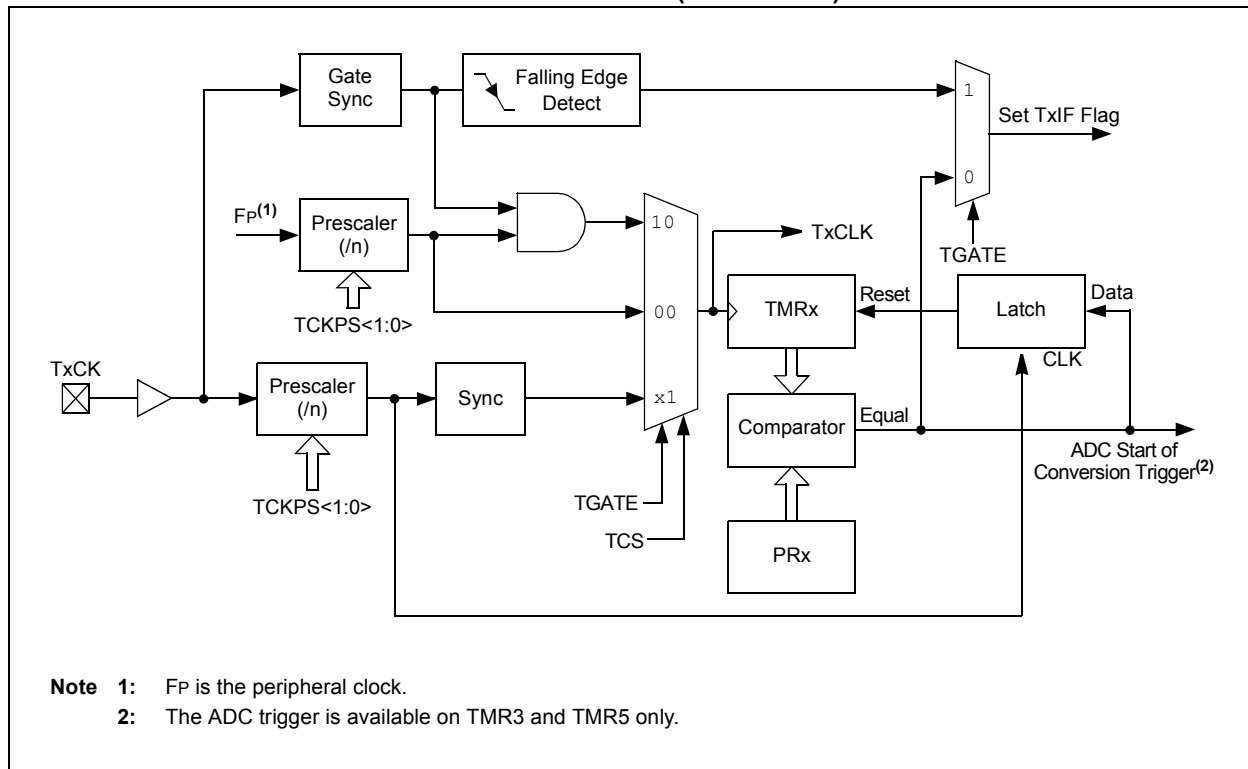 Gate
Sync
Falling Edge
Detect
1
Set TxIF Flag
0
FP(1)
Prescaler
(/n)
10
TxCLK
TGATE
TCKPS<1:0>
00
TMRx
Reset
Latch
Data
CLK
TxCK
Prescaler
(/n)
Sync
x1
Comparator
Equal
ADC Start of
Conversion Trigger(2)
TCKPS<1:0>
TGATE
TCS
PRx
Note 1: FP is the peripheral clock.
2: The ADC trigger is available on TMR3 and TMR5 only.